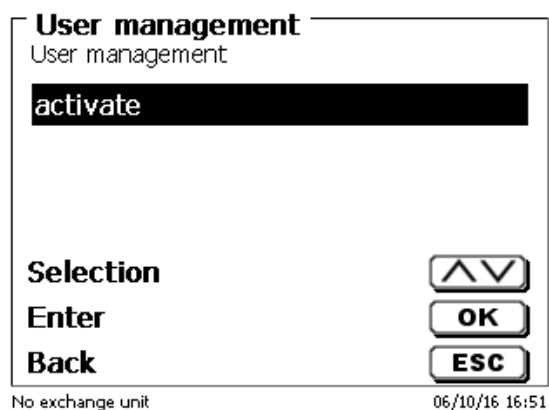 User management
User management
activate
Selection
Enter OK
Back ESC
No exchange unit 06/10/16 16:51